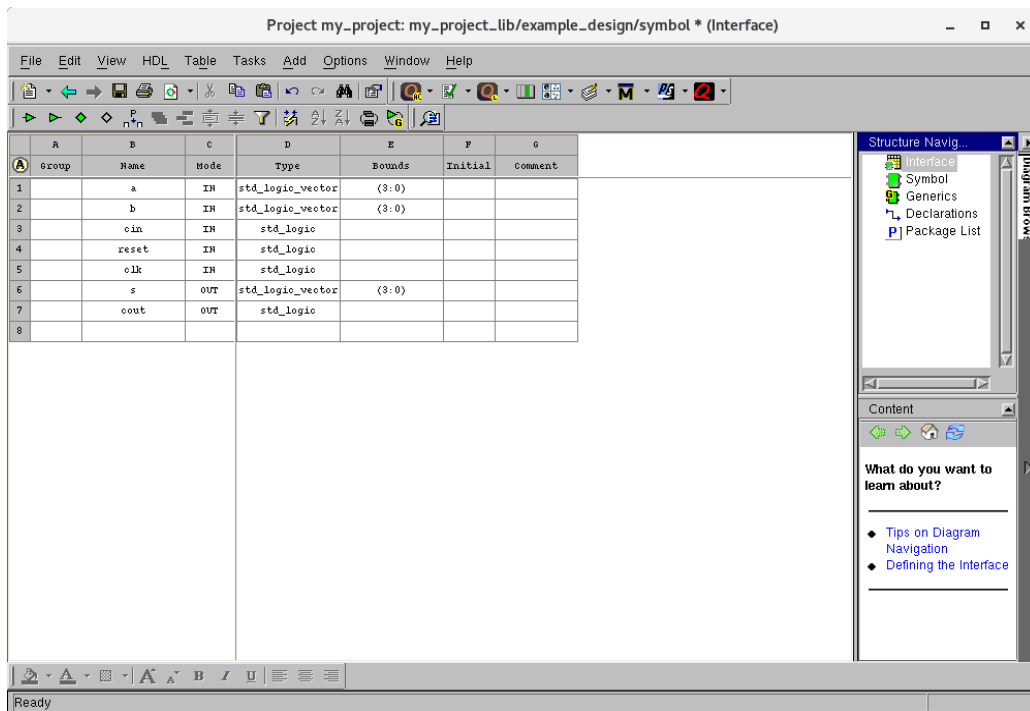 Project my_project: my_project_lib/example_design/symbol * (Interface)
File Edit View HDL Table Tasks Add Options Window Help
A B C D E F G
A Group Name Mode Type Bounds Initial Comment
1 a IN std_logic_vector (3:0)
2 b IN std_logic_vector (3:0)
3 cin IN std_logic
4 reset IN std_logic
5 clk IN std_logic
6 s OUT std_logic_vector (3:0)
7 cout OUT std_logic
8
Structure Navig...
Interface
Symbol
Generics
Declarations
Package List
Diagram Brows
Content
What do you want to
learn about?
Tips on Diagram
Navigation
Defining the Interface
A A A B I U
Ready